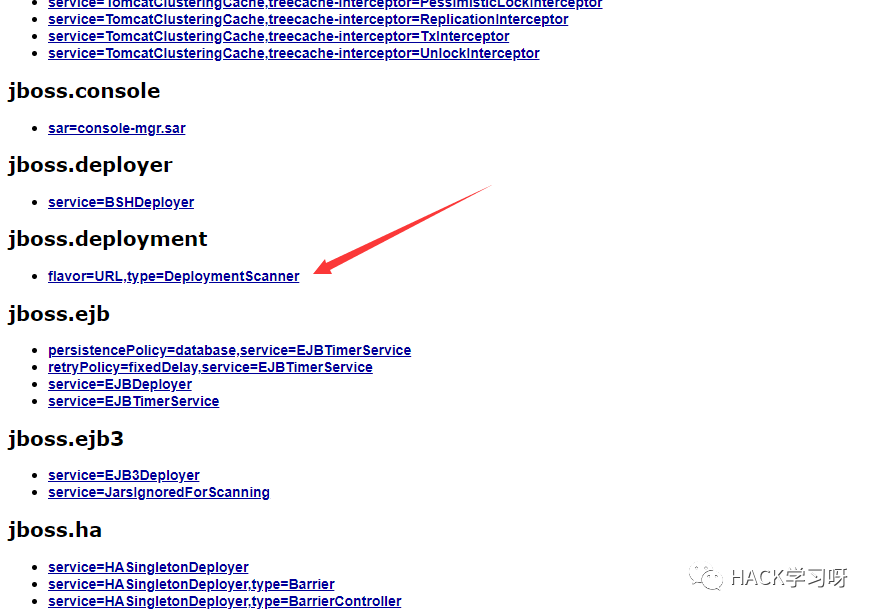 service=TomcatClusteringCache,treecache-interceptor=PessimisticLockInterceptor
service=TomcatClusteringCache,treecache-interceptor=ReplicationInterceptor
service=TomcatClusteringCache,treecache-interceptor=TxInterceptor
service=TomcatClusteringCache,treecache-interceptor=UnlockInterceptor
jboss.console
sar=console-mgr.sar
jboss.deployer
service=BSHDeployer
jboss.deployment
flavor=URL,type=DeploymentScanner
jboss.ejb
persistencePolicy=database,service=EJBTimerService
retryPolicy=fixedDelay,service=EJBTimerService
service=EJBDeployer
service=EJBTimerService
jboss.ejb3
service=EJB3Deployer
service=JarsIgnoredForScanning
jboss.ha
service=HASingletonDeployer
service=HASingletonDeployer,type=Barrier
service=HASingletonDeployer,type=BarrierController
HACK学习呀